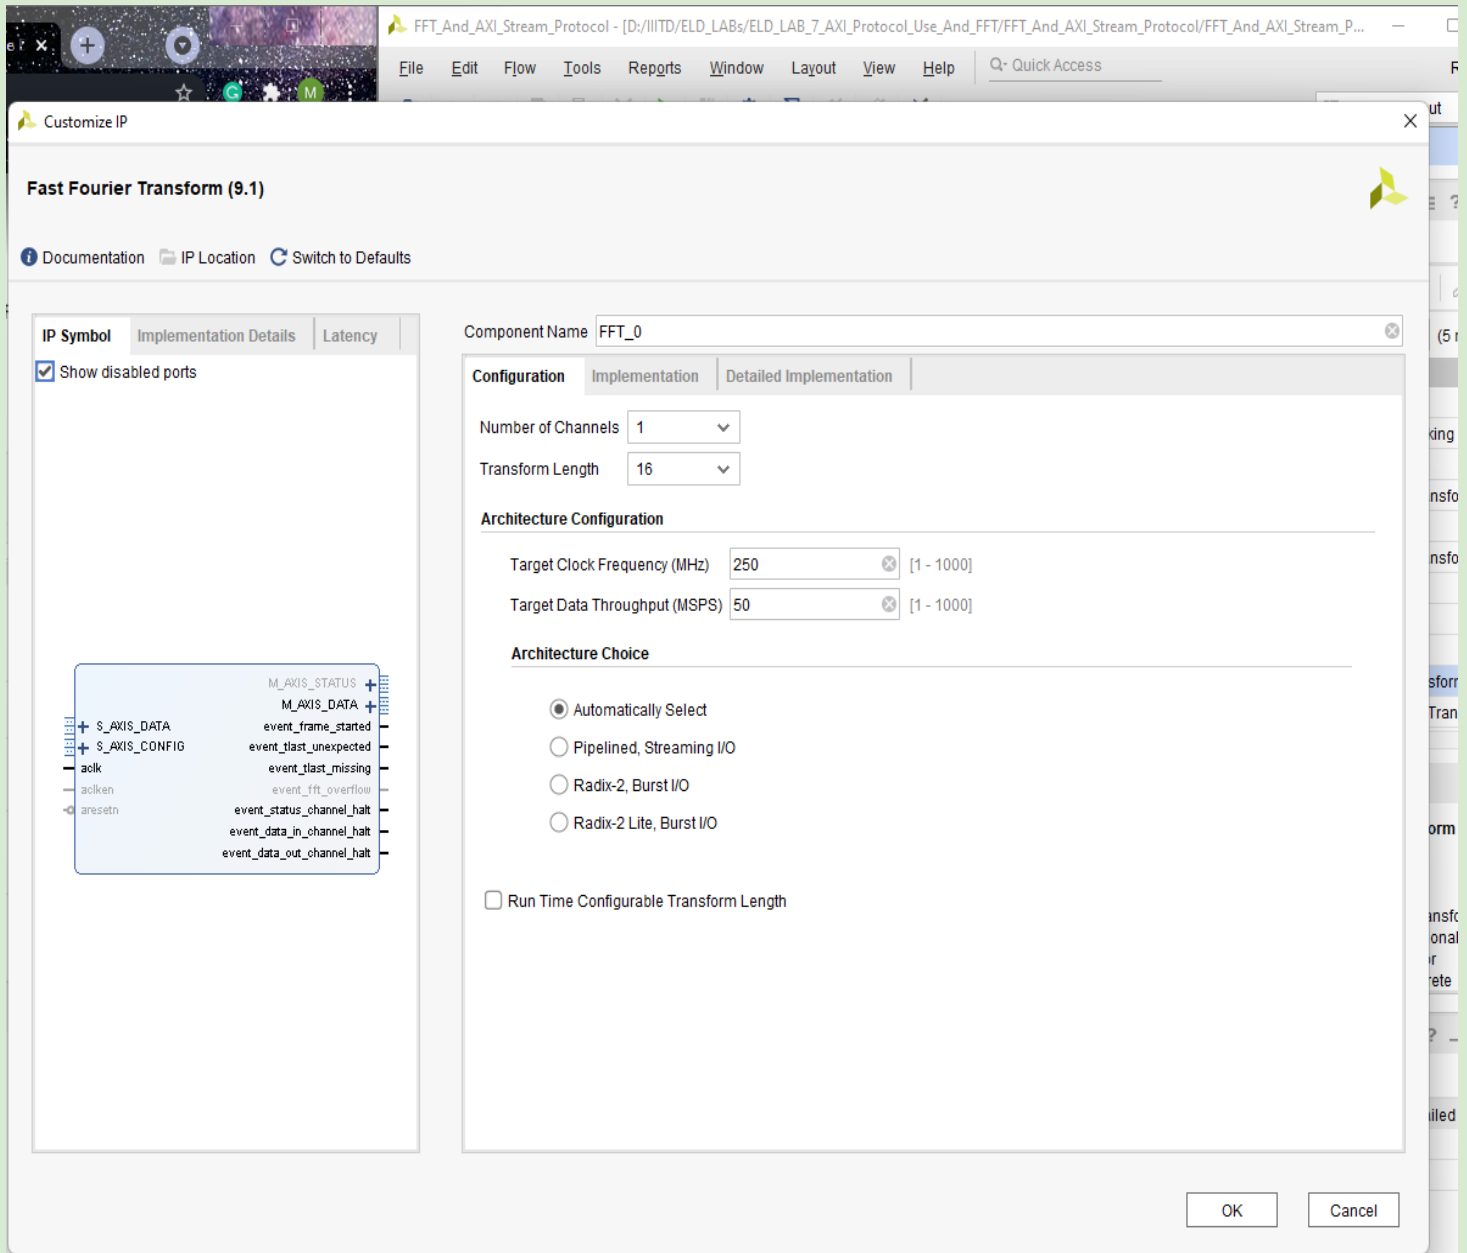 FFT_And_AXI_Stream_Protocol - [D:/IIITD/ELD_LABs/ELD_LAB_7_AXI_Protocol_Use_And_FFT/FFT_And_AXI_Stream_Protocol/FFT_And_AXI_Stream_P...
File Edit Flow Tools Reports Window Layout View Help Quick Access
G M
Customize IP
Fast Fourier Transform (9.1)
Documentation IP Location Switch to Defaults
IP Symbol Implementation Details Latency
Show disabled ports
M_AXIS_STATUS
M_AXIS_DATA
S_AXIS_DATA event_frame_started
S_AXIS_CONFIG event_tlast_unexpected
aclk event_tlast_missing
aclken event_fft_overflow
aresetn event_status_channel_halt
event_data_in_channel_halt
event_data_out_channel_halt
Component Name FFT_0
Configuration Implementation Detailed Implementation
Number of Channels 1
Transform Length 16
Architecture Configuration
Target Clock Frequency (MHz) 250 [1 - 1000]
Target Data Throughput (MSPS) 50 [1 - 1000]
Architecture Choice
Automatically Select
Pipelined, Streaming I/O
Radix-2, Burst I/O
Radix-2 Lite, Burst I/O
Run Time Configurable Transform Length
OK Cancel